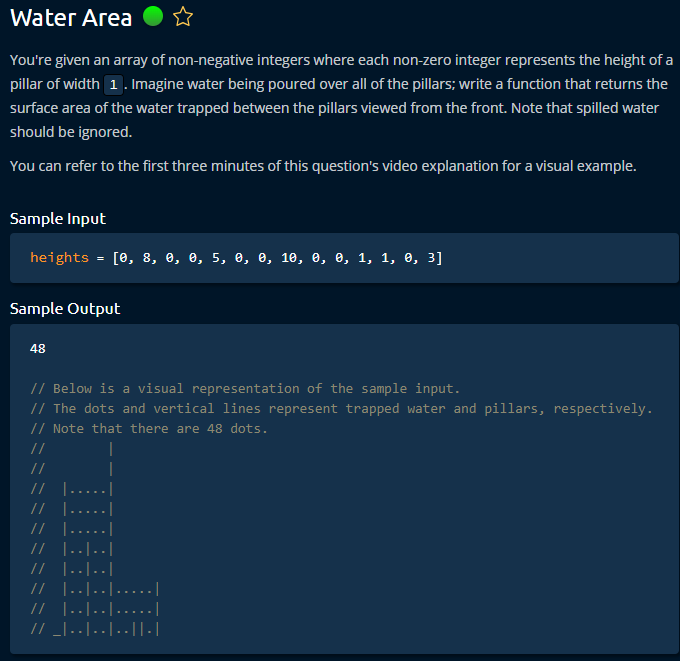 Water Area
You're given an array of non-negative integers where each non-zero integer represents the height of a
pillar of width 1. Imagine water being poured over all of the pillars; write a function that returns the
surface area of the water trapped between the pillars viewed from the front. Note that spilled water
should be ignored.
You can refer to the first three minutes of this question's video explanation for a visual example.
Sample Input
heights = [0, 8, 0, 0, 5, 0, 0, 10, 0, 0, 1, 1, 0, 3]
Sample Output
48
// Below is a visual representation of the sample input.
// The dots and vertical lines represent trapped water and pillars, respectively.
// Note that there are 48 dots.
//        |
//        |
//  |.....|
//  |.....|
//  |.....|
//  |..|..|
//  |..|..|
//  |..|..|.....|
//  |..|..|.....|
// _|..|..|..||.|